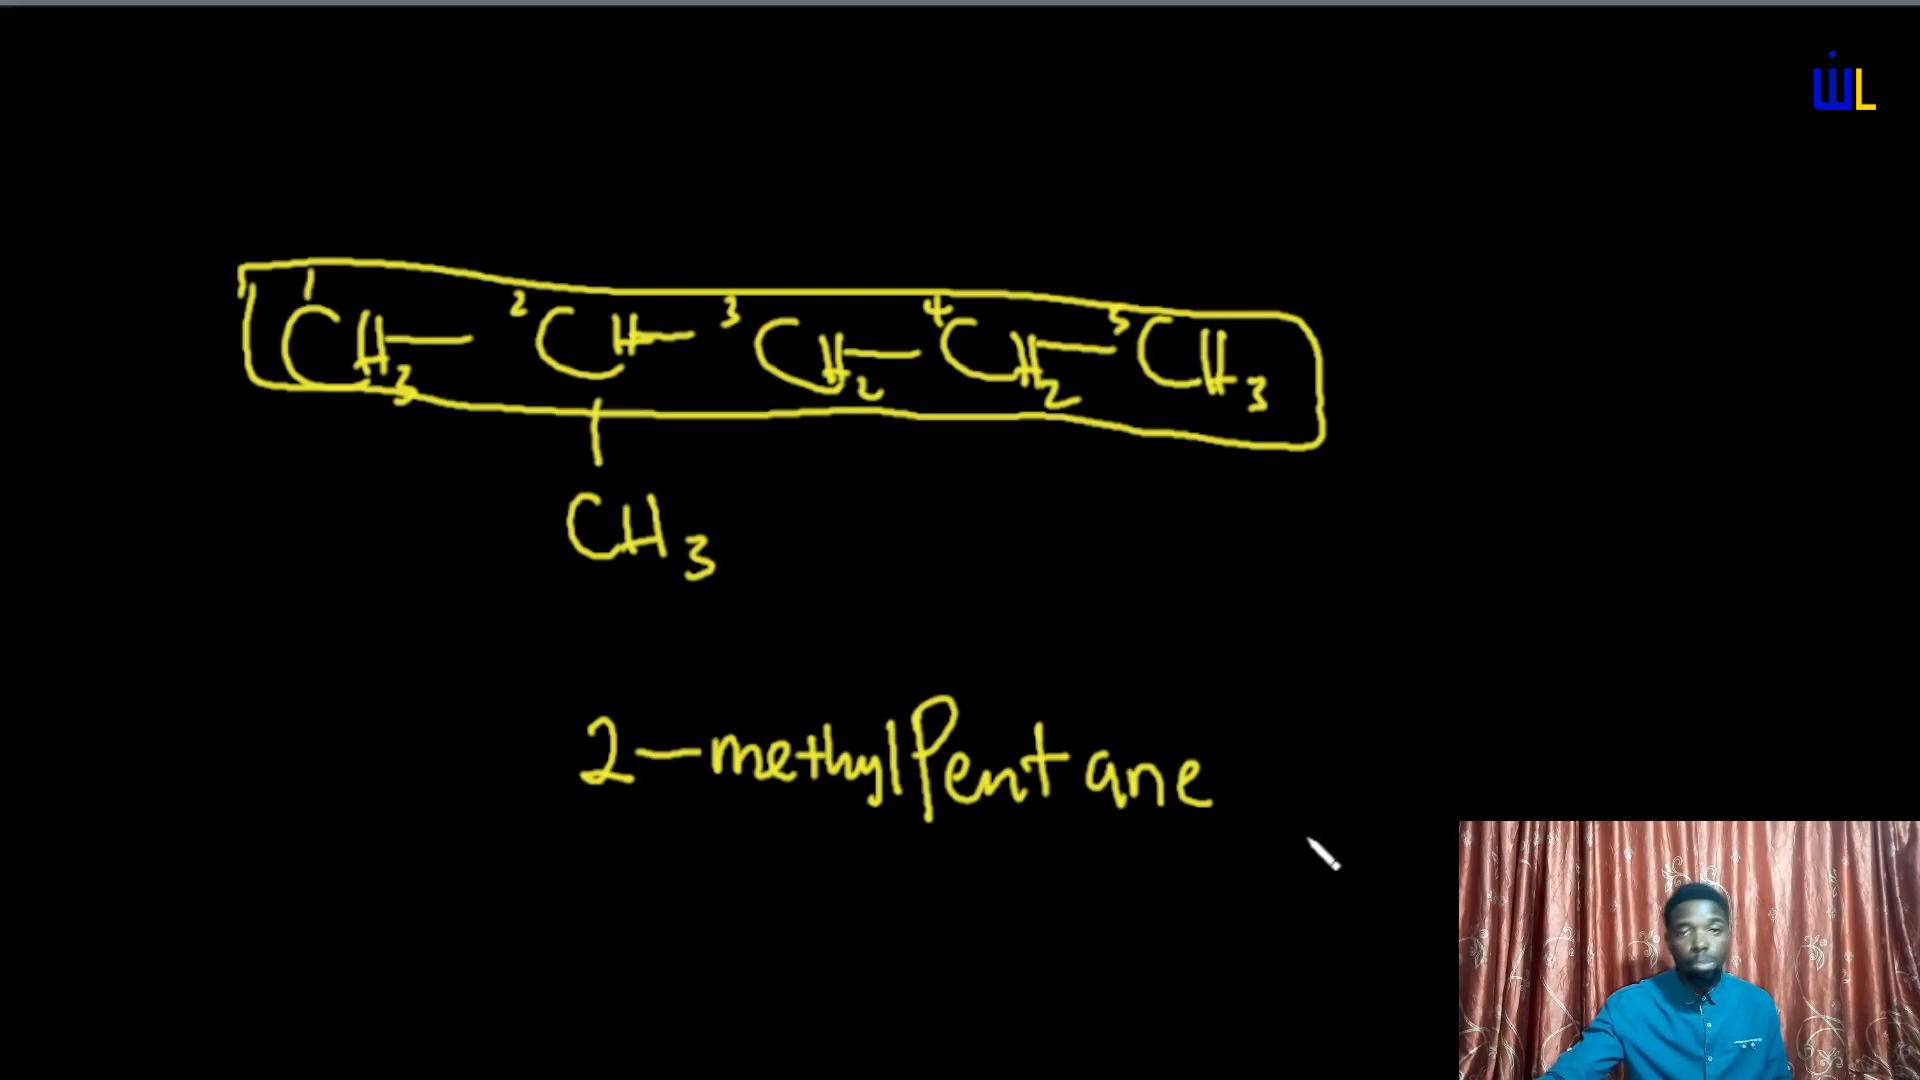 WL
1 2 3 4 5
CH3 — CH — CH2 — CH2 — CH3
CH3
2-methylPentane